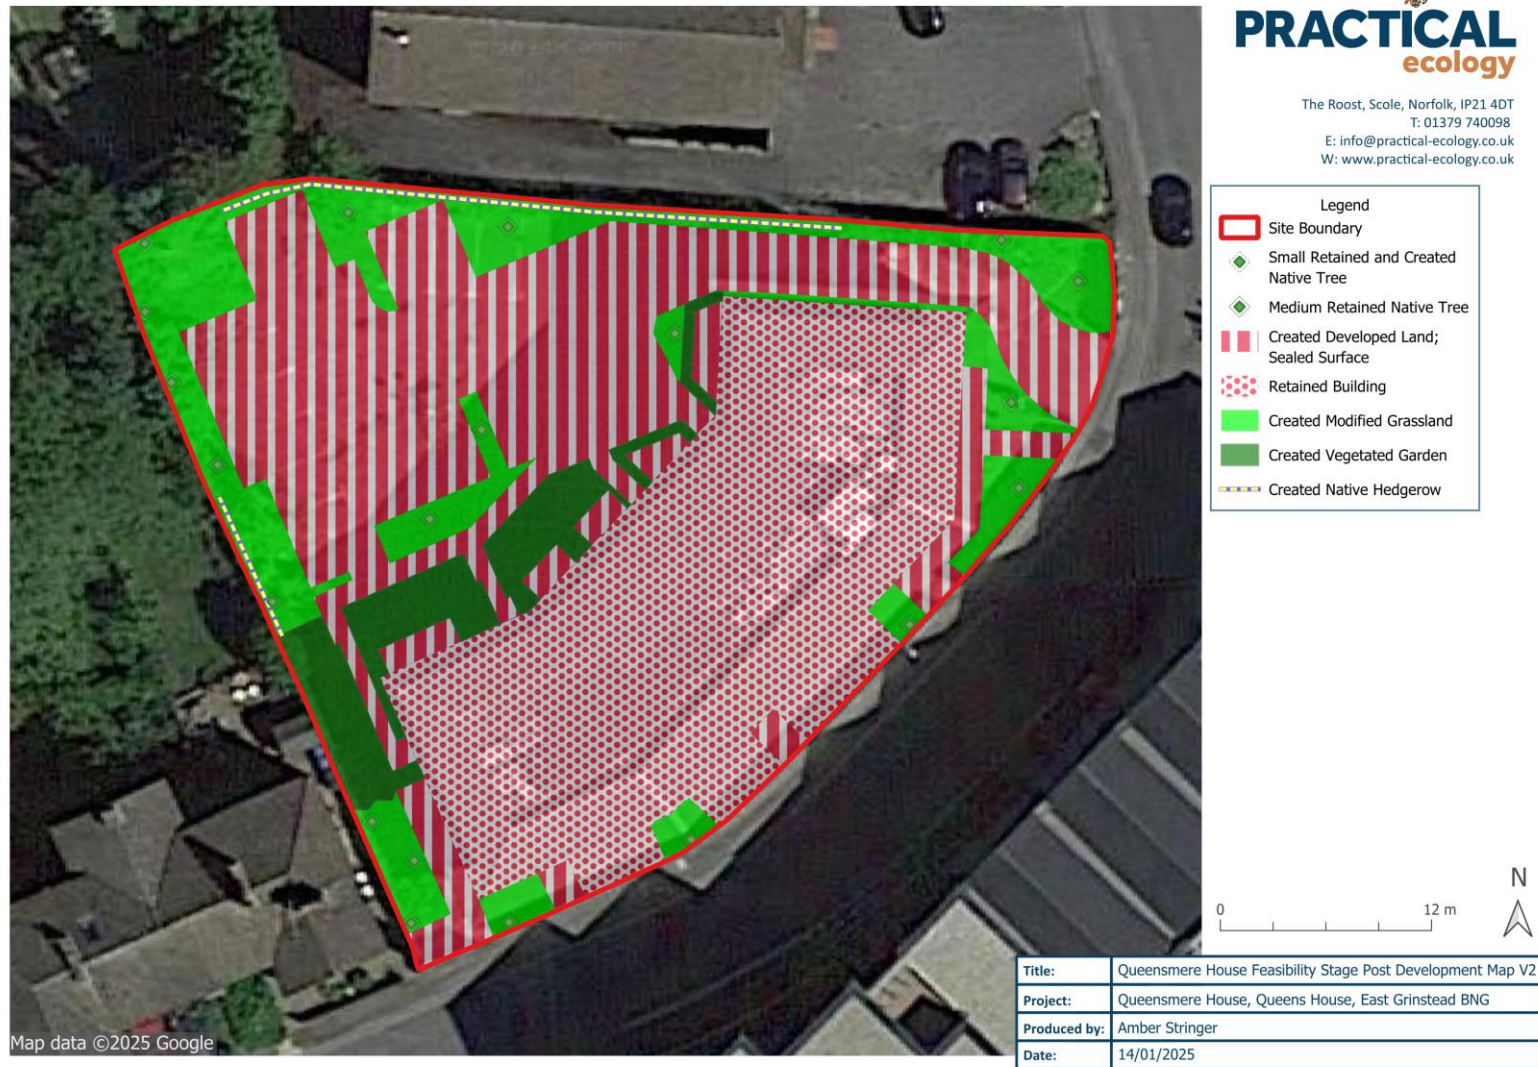 PRACTICAL
ecology
The Roost, Scole, Norfolk, IP21 4DT
T: 01379 740098
E: info@practical-ecology.co.uk
W: www.practical-ecology.co.uk
Legend
Site Boundary
Small Retained and Created
Native Tree
Medium Retained Native Tree
Created Developed Land;
Sealed Surface
Retained Building
Created Modified Grassland
Created Vegetated Garden
Created Native Hedgerow
N
0 12 m
Title: Queensmere House Feasibility Stage Post Development Map V2
Project: Queensmere House, Queens House, East Grinstead BNG
Produced by: Amber Stringer
Date: 14/01/2025
Map data ©2025 Google